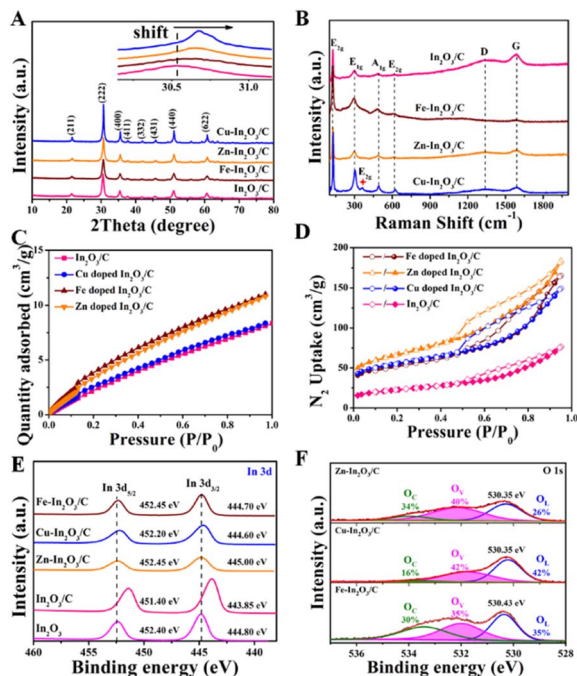 A
Intensity (a.u.)
shift
30.5
31.0
(211)
(222)
(400)
(411)
(332)
(431)
(440)
(622)
Cu-In2O3/C
Zn-In2O3/C
Fe-In2O3/C
In2O3/C
10 20 30 40 50 60 70 80
2Theta (degree)
B
Intensity (a.u.)
E2g
E1g
A1g
E2g
D
G
In2O3/C
Fe-In2O3/C
Zn-In2O3/C
E2g
Cu-In2O3/C
500 1000 1500
Raman Shift (cm-1)
C
Quantity adsorbed (cm3/g)
In2O3/C
Cu doped In2O3/C
Fe doped In2O3/C
Zn doped In2O3/C
15
10
5
0
0.0 0.2 0.4 0.6 0.8 1.0
Pressure (P/P0)
D
N2 Uptake (cm3/g)
Fe doped In2O3/C
Zn doped In2O3/C
Cu doped In2O3/C
In2O3/C
200
150
100
50
0
0.0 0.2 0.4 0.6 0.8 1.0
Pressure (P/P0)
E
Intensity (a.u.)
In 3d
In 3d5/2
In 3d3/2
Fe-In2O3/C 452.45 eV 444.70 eV
Cu-In2O3/C 452.20 eV 444.60 eV
Zn-In2O3/C 452.45 eV 445.00 eV
In2O3/C 451.40 eV 443.85 eV
In2O3 452.40 eV 444.80 eV
460 455 450 445 440
Binding energy (eV)
F
Intensity (a.u.)
Zn-In2O3/C
O 1s
OC
34%
OV
40%
530.35 eV
OL
26%
Cu-In2O3/C
OC
16%
OV
42%
530.35 eV
OL
42%
Fe-In2O3/C
OC
30%
OV
35%
530.43 eV
OL
35%
536 534 532 530 528
Binding energy (eV)